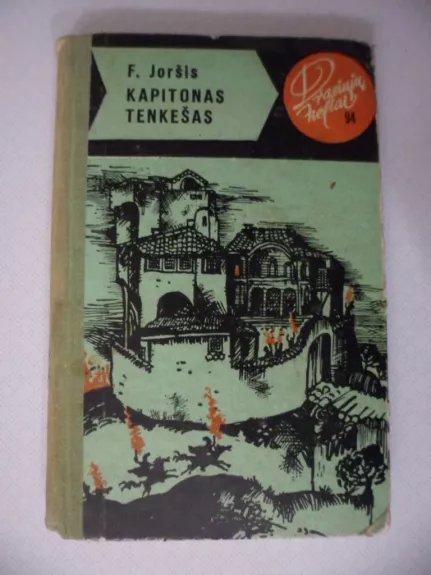 F. Joršis
KAPITONAS
TENKEŠAS
Drąsiųjų
keliai
94